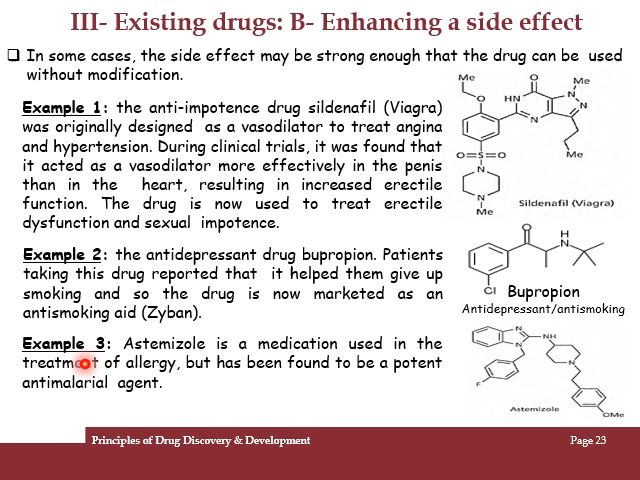 III- Existing drugs: B- Enhancing a side effect
❑ In some cases, the side effect may be strong enough that the drug can be used
without modification.
Example 1: the anti-impotence drug sildenafil (Viagra)
was originally designed as a vasodilator to treat angina
and hypertension. During clinical trials, it was found that
it acted as a vasodilator more effectively in the penis
than in the heart, resulting in increased erectile
function. The drug is now used to treat erectile
dysfunction and sexual impotence.
Me
O
O
Me
HN
N
N
N
Me
O=S=O
N
N
Me
Sildenafil (Viagra)
Example 2: the antidepressant drug bupropion. Patients
taking this drug reported that it helped them give up
smoking and so the drug is now marketed as an
antismoking aid (Zyban).
O
H
N
Cl
Bupropion
Antidepressant/antismoking
Example 3: Astemizole is a medication used in the
treatment of allergy, but has been found to be a potent
antimalarial agent.
N
NH
N
N
F
OMe
Astemizole
Principles of Drug Discovery & Development
Page 23